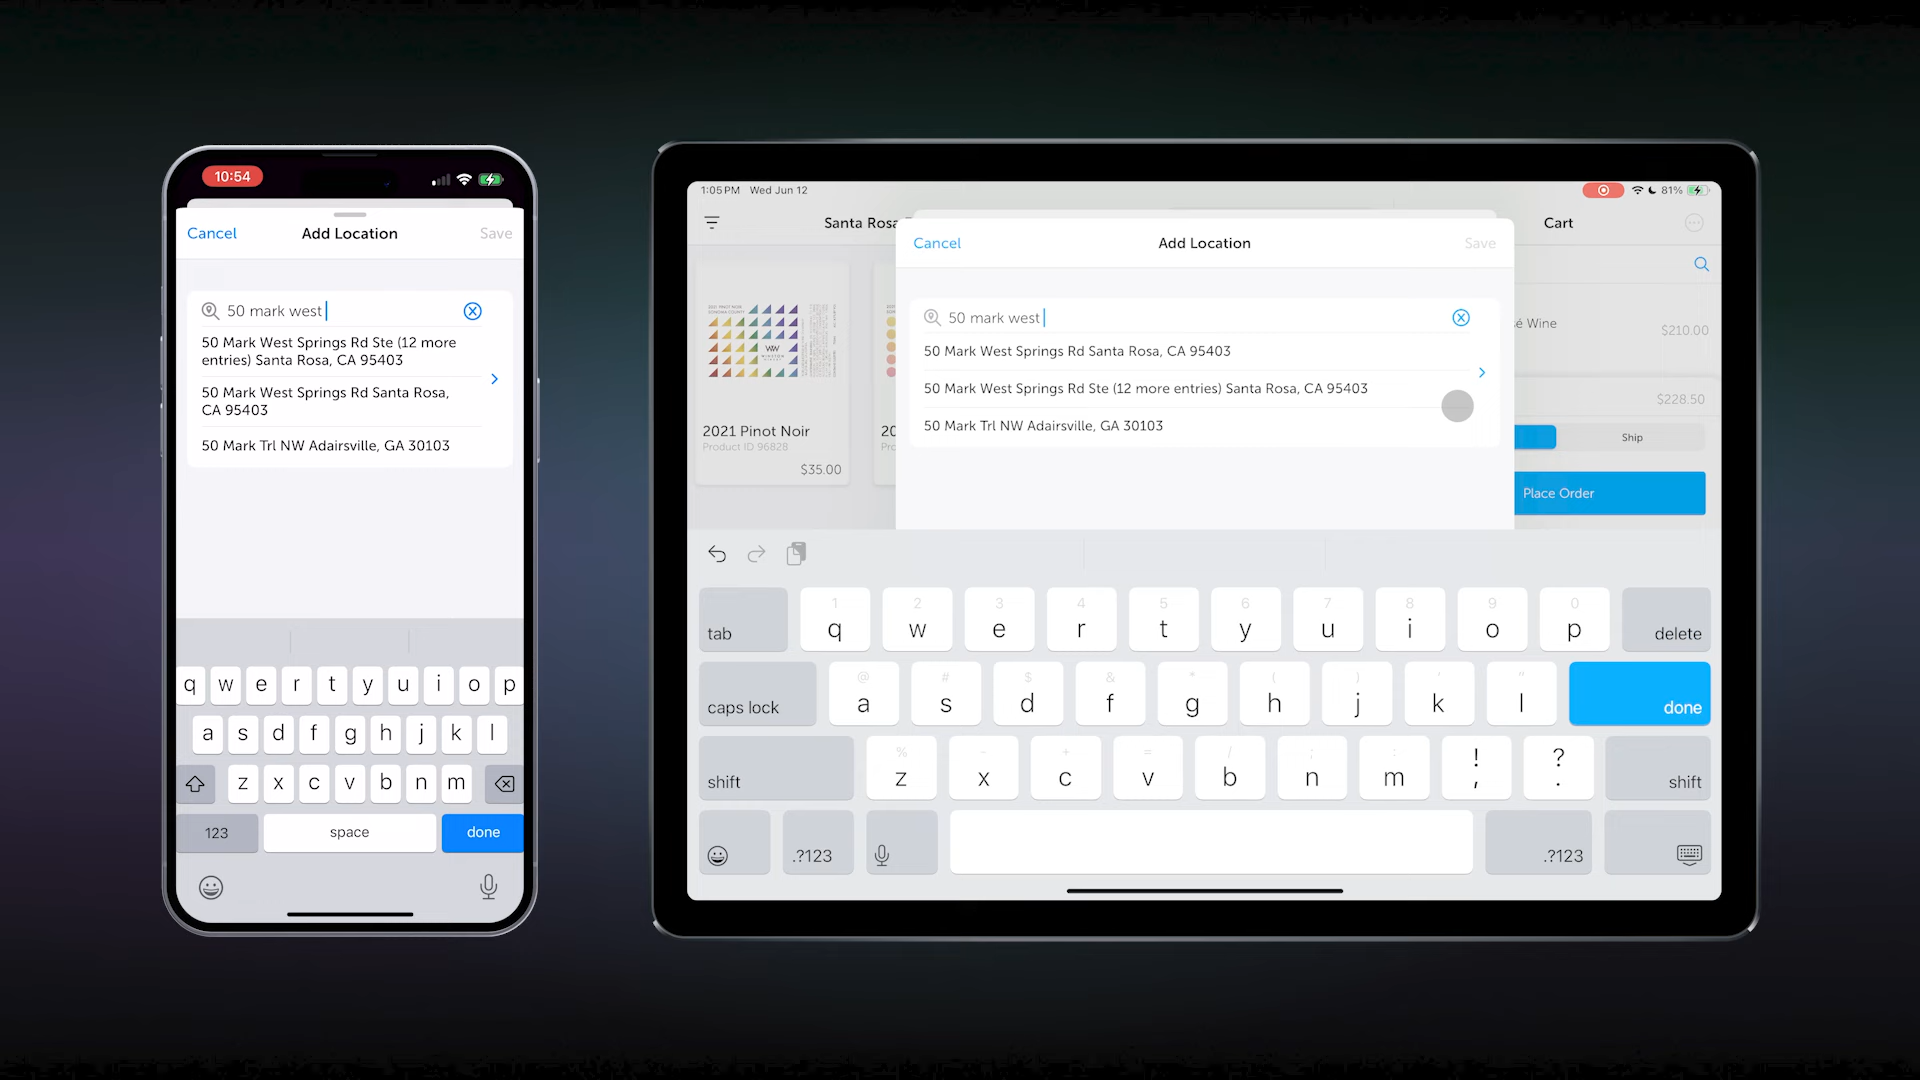 10:54
Cancel
Add Location
Save
50 mark west
50 Mark West Springs Rd Ste (12 more
entries) Santa Rosa, CA 95403
50 Mark West Springs Rd Santa Rosa,
CA 95403
50 Mark Trl NW Adairsville, GA 30103
q w e r t y u i o p
a s d f g h j k l
z x c v b n m
123
space
done
1:05 PM Wed Jun 12
81%
Santa Rosa
Cart
Cancel
Add Location
Save
50 mark west
50 Mark West Springs Rd Santa Rosa, CA 95403
50 Mark West Springs Rd Ste (12 more entries) Santa Rosa, CA 95403
50 Mark Trl NW Adairsville, GA 30103
2021 PINOT NOIR
SONOMA COUNTY
2021 Pinot Noir
Product ID 96828
$35.00
Wine
$210.00
$228.50
Ship
Place Order
1 2 3 4 5 6 7 8 9 0
tab q w e r t y u i o p delete
@ # $ & * ( ) ' "
caps lock a s d f g h j k l done
% - + = / ; :
shift z x c v b n m ! , ? . shift
.?123
.?123